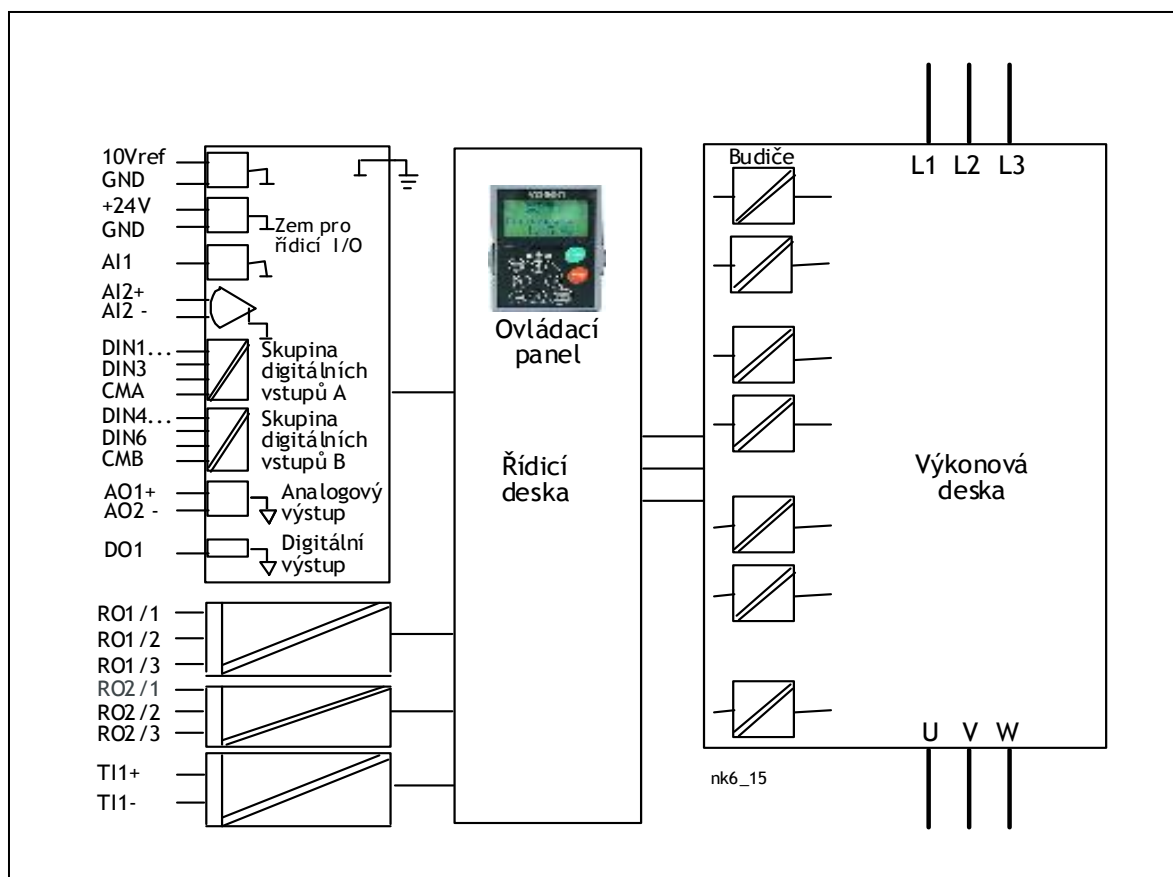 10Vref
GND
+24V
GND
Zem pro
řídicí I/O
AI1
AI2+
AI2 -
DIN1...
DIN3
CMA
Skupina
digitálních
vstupů A
DIN4...
DIN6
CMB
Skupina
digitálních
vstupů B
AO1+
AO2 -
Analogový
výstup
DO1
Digitální
výstup
RO1/1
RO1/2
RO1/3
RO2/1
RO2/2
RO2/3
TI1+
TI1-
vacon
Ovládací
panel
Řídicí
deska
Budiče
L1 L2 L3
Výkonová
deska
U V W
nk6_15